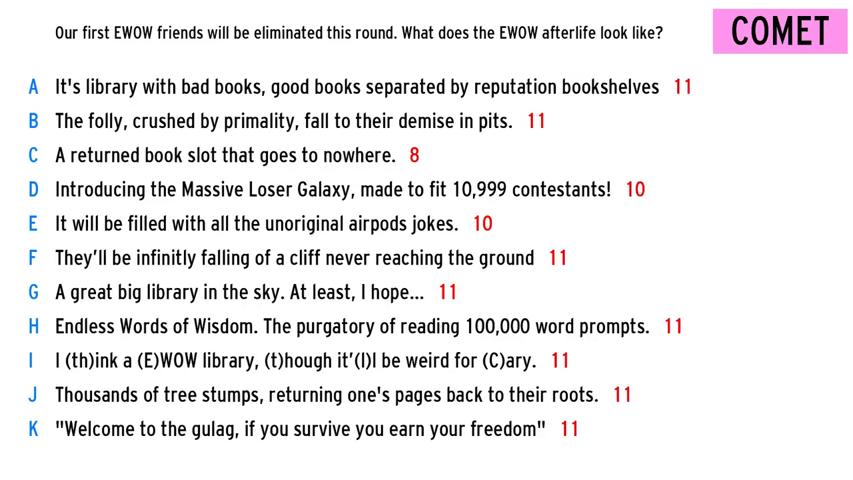 Our first EWOW friends will be eliminated this round. What does the EWOW afterlife look like?
COMET
A It's library with bad books, good books separated by reputation bookshelves 11
B The folly, crushed by primality, fall to their demise in pits. 11
C A returned book slot that goes to nowhere. 8
D Introducing the Massive Loser Galaxy, made to fit 10,999 contestants! 10
E It will be filled with all the unoriginal airpods jokes. 10
F They’ll be infinitly falling of a cliff never reaching the ground 11
G A great big library in the sky. At least, I hope... 11
H Endless Words of Wisdom. The purgatory of reading 100,000 word prompts. 11
I I (th)ink a (E)WOW library, (t)hough it’(l)l be weird for (C)ary. 11
J Thousands of tree stumps, returning one's pages back to their roots. 11
K "Welcome to the gulag, if you survive you earn your freedom" 11